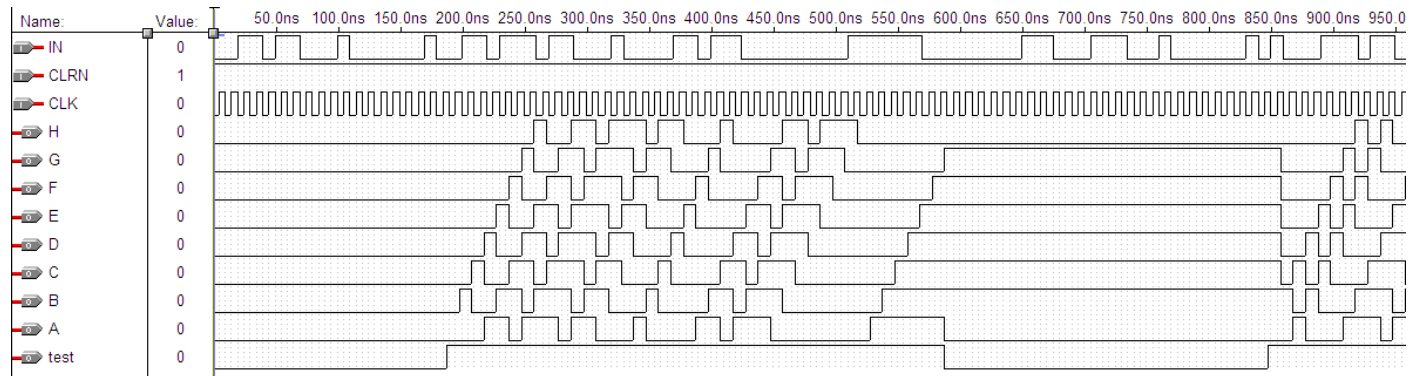 Name: Value: 50.0ns 100.0ns 150.0ns 200.0ns 250.0ns 300.0ns 350.0ns 400.0ns 450.0ns 500.0ns 550.0ns 600.0ns 650.0ns 700.0ns 750.0ns 800.0ns 850.0ns 900.0ns 950.0
IN 0
CLRN 1
CLK 0
H 0
G 0
F 0
E 0
D 0
C 0
B 0
A 0
test 0